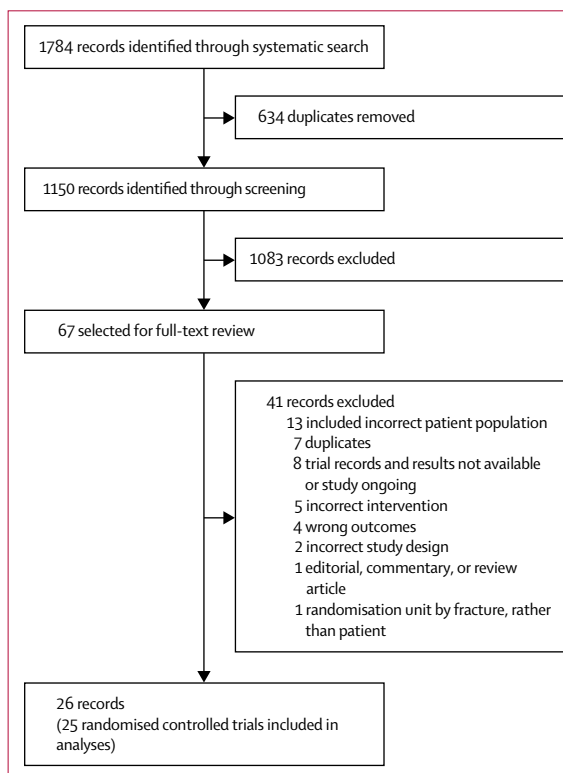 1784 records identified through systematic search
634 duplicates removed
1150 records identified through screening
1083 records excluded
67 selected for full-text review
41 records excluded
13 included incorrect patient population
7 duplicates
8 trial records and results not available
or study ongoing
5 incorrect intervention
4 wrong outcomes
2 incorrect study design
1 editorial, commentary, or review
article
1 randomisation unit by fracture, rather
than patient
26 records
(25 randomised controlled trials included in
analyses)